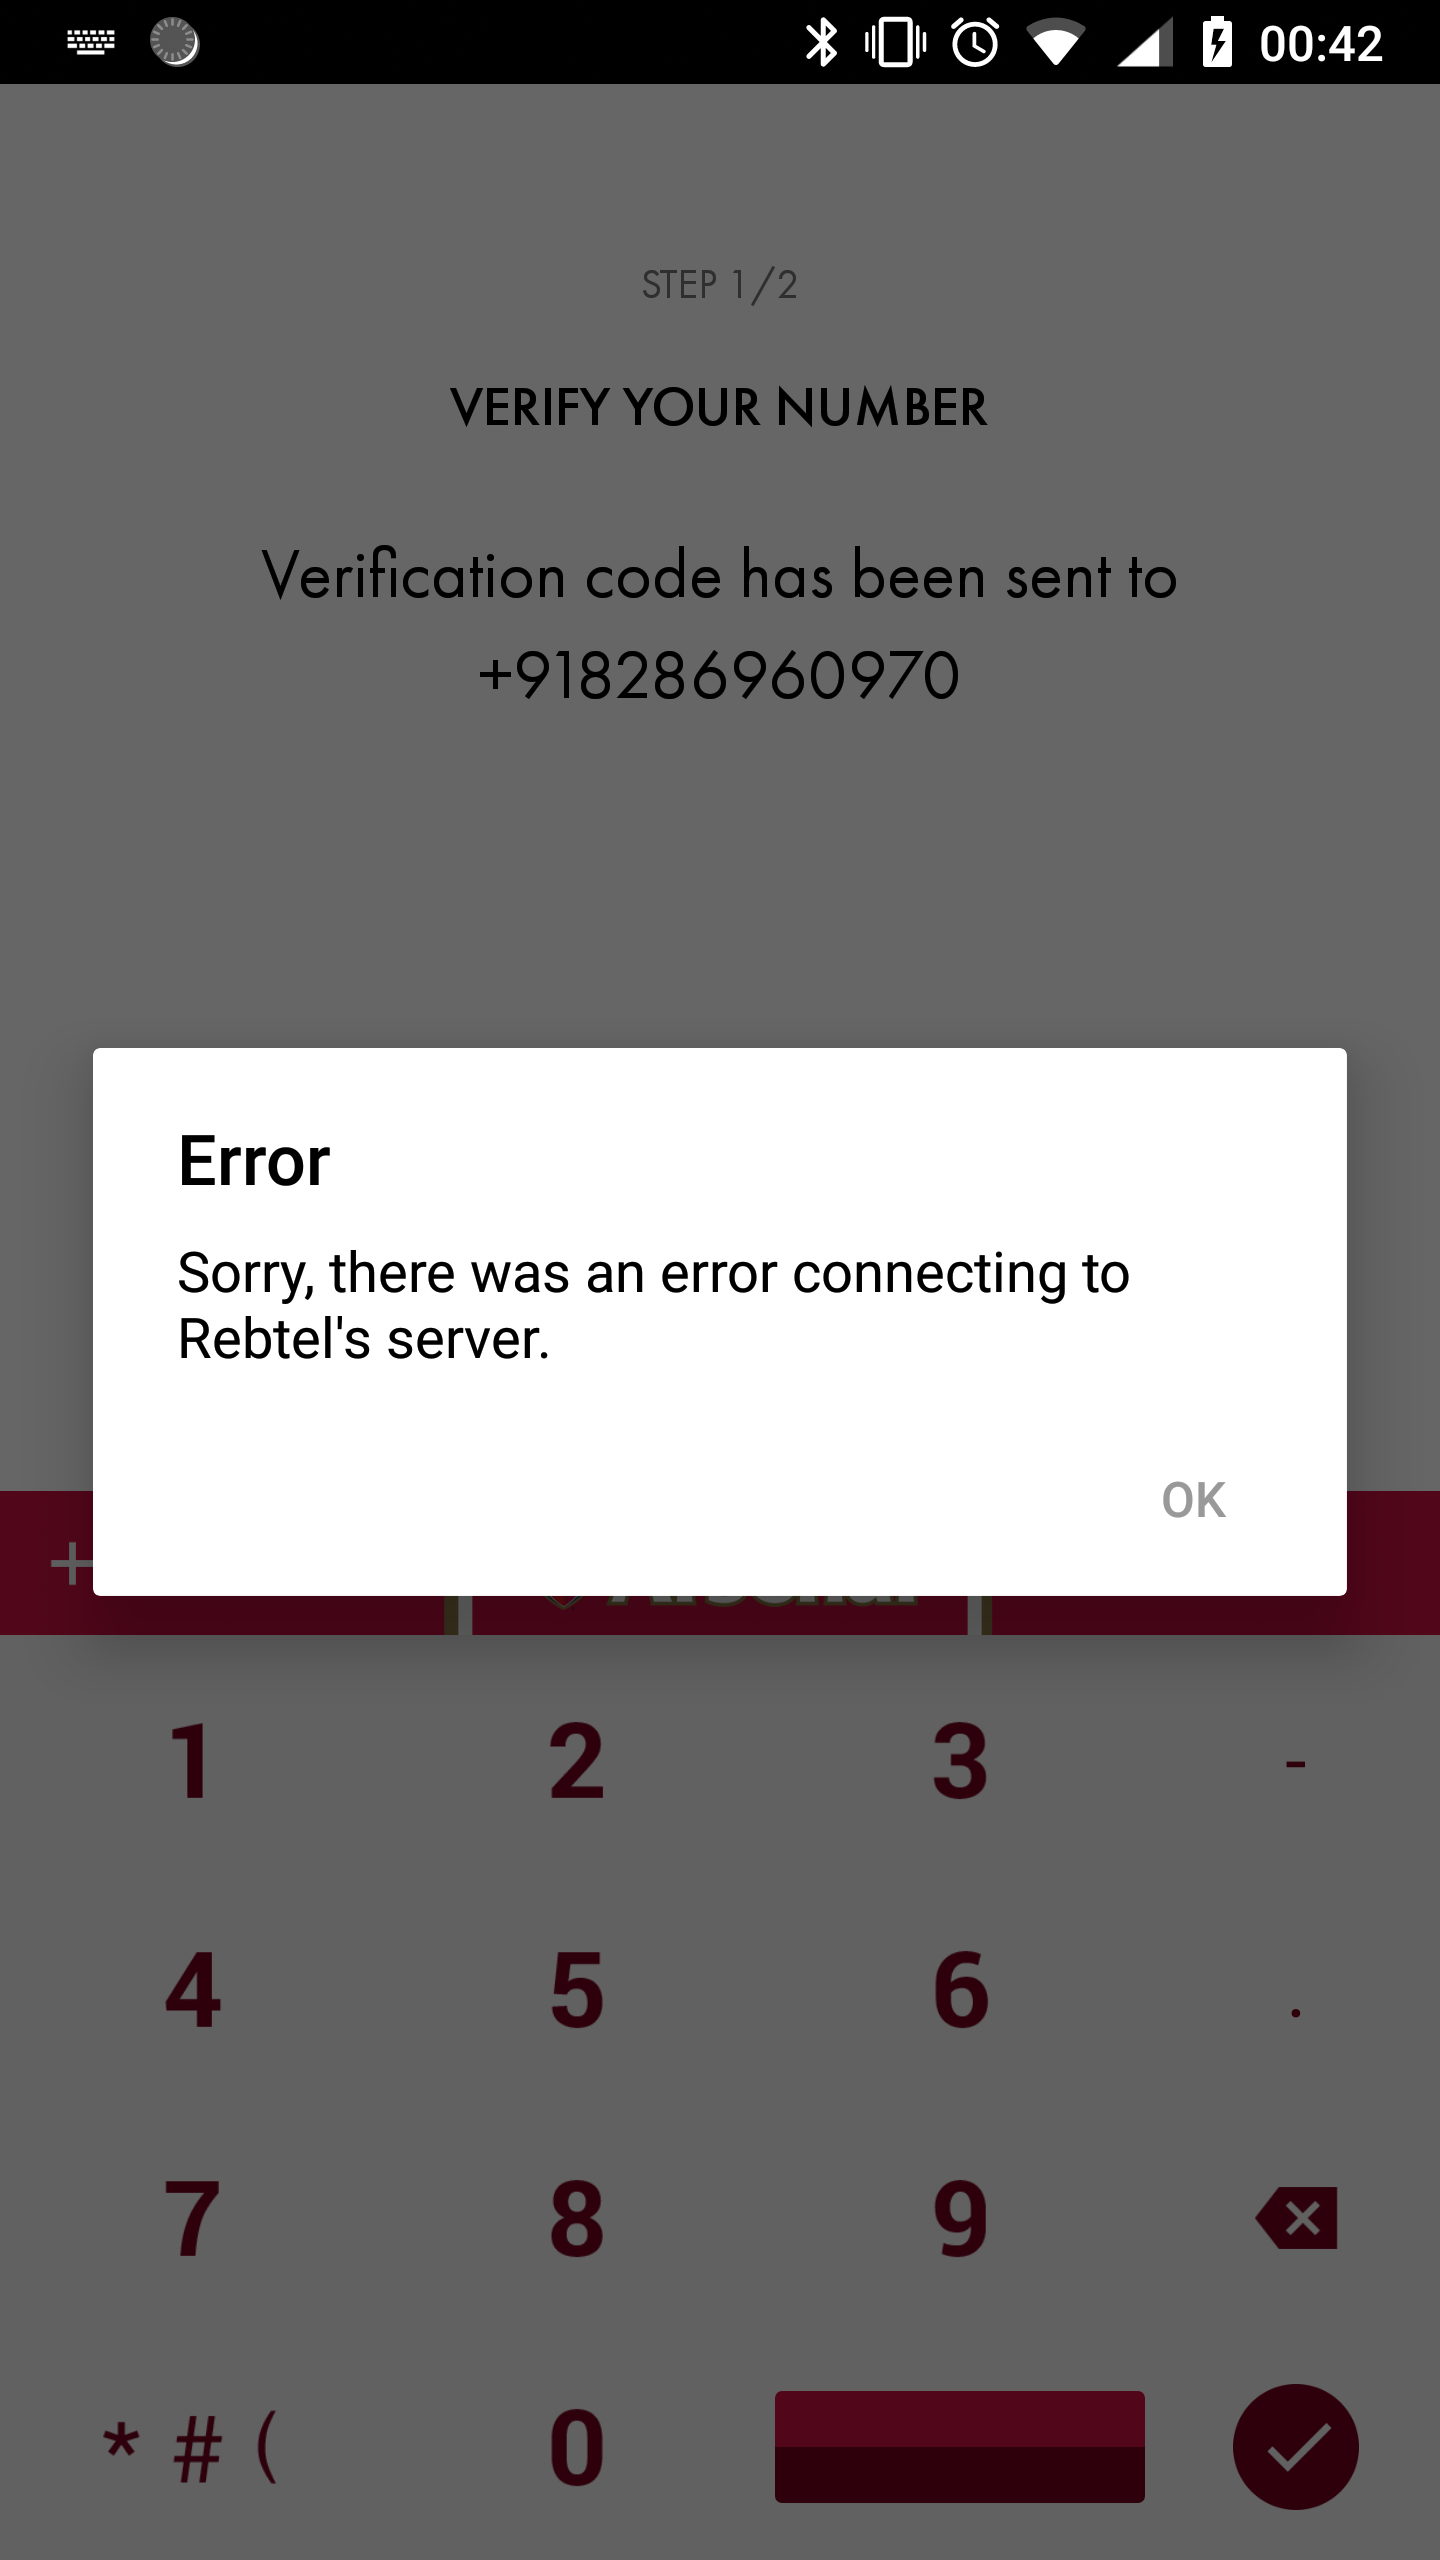 00:42
STEP 1/2
VERIFY YOUR NUMBER
Verification code has been sent to
+918286960970
Error
Sorry, there was an error connecting to
Rebtel's server.
OK
+
Arsenal
1 2 3 -
4 5 6 .
7 8 9
* # ( 0